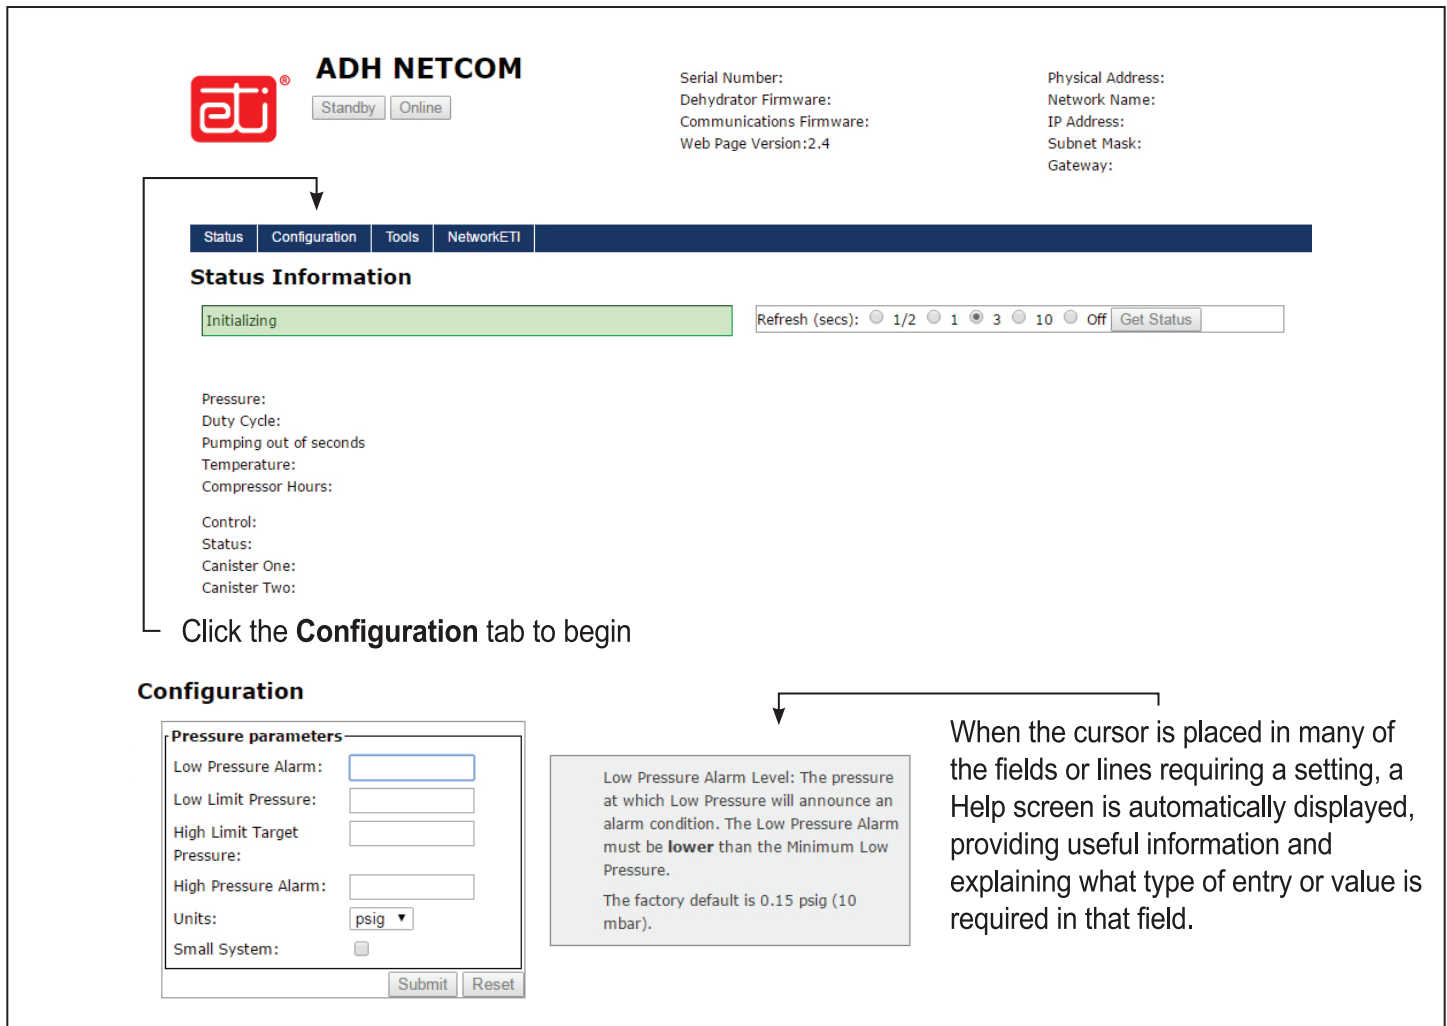 eti®
ADH NETCOM
Standby Online
Serial Number:
Dehydrator Firmware:
Communications Firmware:
Web Page Version:2.4
Physical Address:
Network Name:
IP Address:
Subnet Mask:
Gateway:
Status Configuration Tools NetworkETI
Status Information
Initializing
Refresh (secs): 1/2 1 3 10 Off Get Status
Pressure:
Duty Cycle:
Pumping out of seconds
Temperature:
Compressor Hours:
Control:
Status:
Canister One:
Canister Two:
Click the Configuration tab to begin
Configuration
Pressure parameters
Low Pressure Alarm:
Low Limit Pressure:
High Limit Target
Pressure:
High Pressure Alarm:
Units: psig
Small System:
Submit Reset
Low Pressure Alarm Level: The pressure
at which Low Pressure will announce an
alarm condition. The Low Pressure Alarm
must be lower than the Minimum Low
Pressure.
The factory default is 0.15 psig (10
mbar).
When the cursor is placed in many of
the fields or lines requiring a setting, a
Help screen is automatically displayed,
providing useful information and
explaining what type of entry or value is
required in that field.